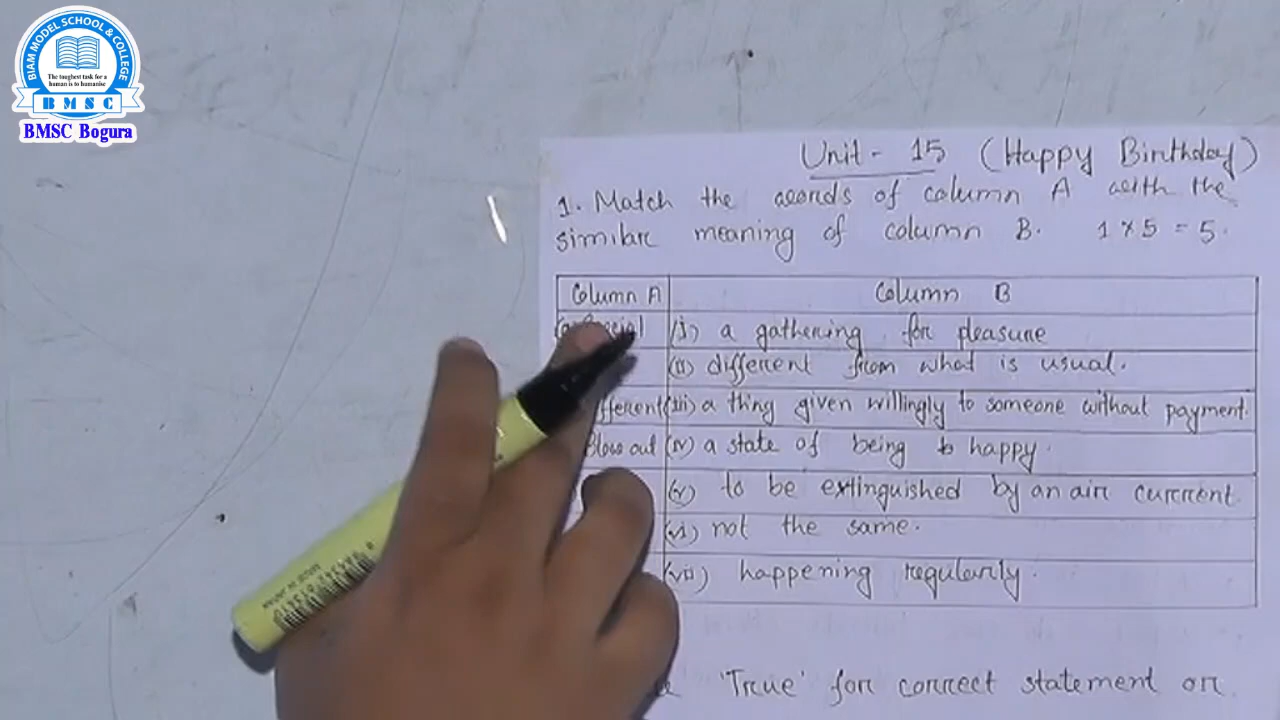 BIAM MODEL SCHOOL & COLLEGE
The toughest task for a
human is to humanise
B M S C
BMSC Bogura
Unit - 15 (Happy Birthday)
1. Match the words of column A with the
similar meaning of column B. 1 × 5 = 5.
Column A Column B
(i) a gathering for pleasure
(ii) different from what is usual.
(iii) a thing given willingly to someone without payment.
Blow out (iv) a state of being happy.
(v) to be extinguished by an air current.
(vi) not the same.
(vii) happening regularly.
'True' for correct statement or